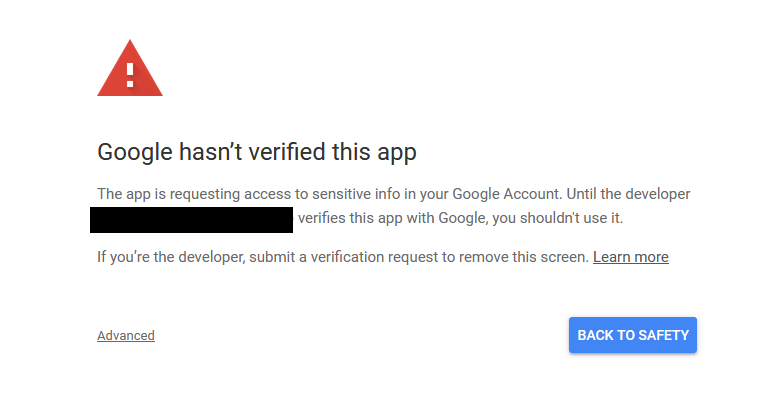 Google hasn’t verified this app
The app is requesting access to sensitive info in your Google Account. Until the developer
verifies this app with Google, you shouldn't use it.
If you’re the developer, submit a verification request to remove this screen. Learn more
Advanced
BACK TO SAFETY